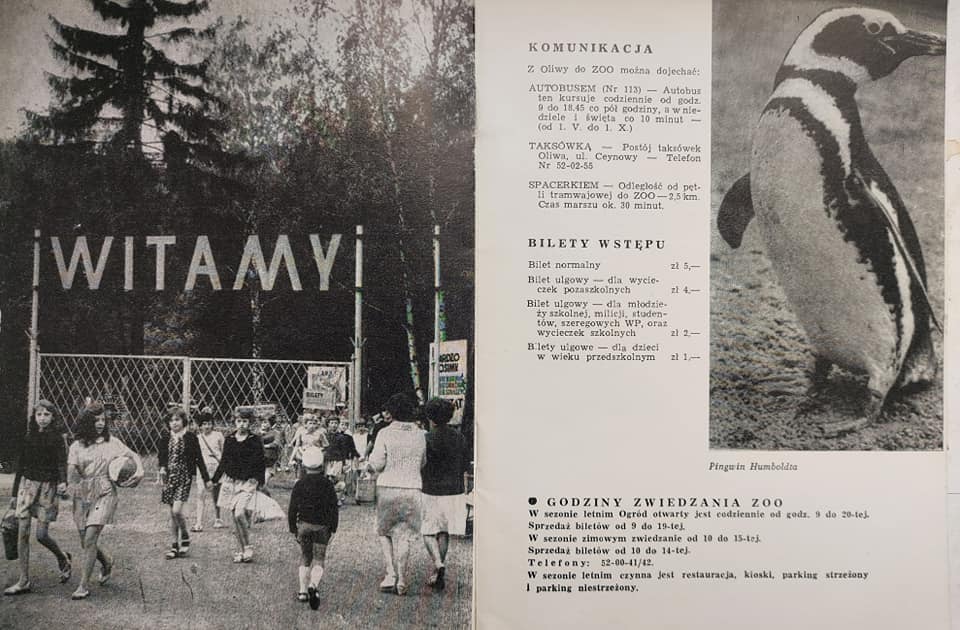 WITAMY
BILETY
KOMUNIKACJA
Z Oliwy do ZOO można dojechać:
AUTOBUSEM (Nr 113) — Autobus
ten kursuje codziennie od godz.
9 do 18.45 co pół godziny, a w nie-
dziele i święta co 10 minut —
(od 1. V. do 1. X.)
TAKSÓWKĄ — Postój taksówek
Oliwa, ul. Ceynowy — Telefon
Nr 52-02-55
SPACERKIEM — Odległość od pęt-
li tramwajowej do ZOO — 2,5 km.
Czas marszu ok. 30 minut.
BILETY WSTĘPU
Bilet normalny zł 5,—
Bilet ulgowy — dla wycie-
czek pozaszkolnych zł 4,—
Bilet ulgowy — dla młodzie-
ży szkolnej, milicji, studen-
tów, szeregowych WP, oraz
wycieczek szkolnych zł 2,—
Bilety ulgowe — dla dzieci
w wieku przedszkolnym zł 1,—
Pingwin Humboldta
GODZINY ZWIEDZANIA ZOO
W sezonie letnim Ogród otwarty jest codziennie od godz. 9 do 20-tej.
Sprzedaż biletów od 9 do 19-tej.
W sezonie zimowym zwiedzanie od 10 do 15-tej.
Sprzedaż biletów od 10 do 14-tej.
Telefony: 52-00-41/42.
W sezonie letnim czynna jest restauracja, kioski, parking strzeżony
i parking niestrzeżony.